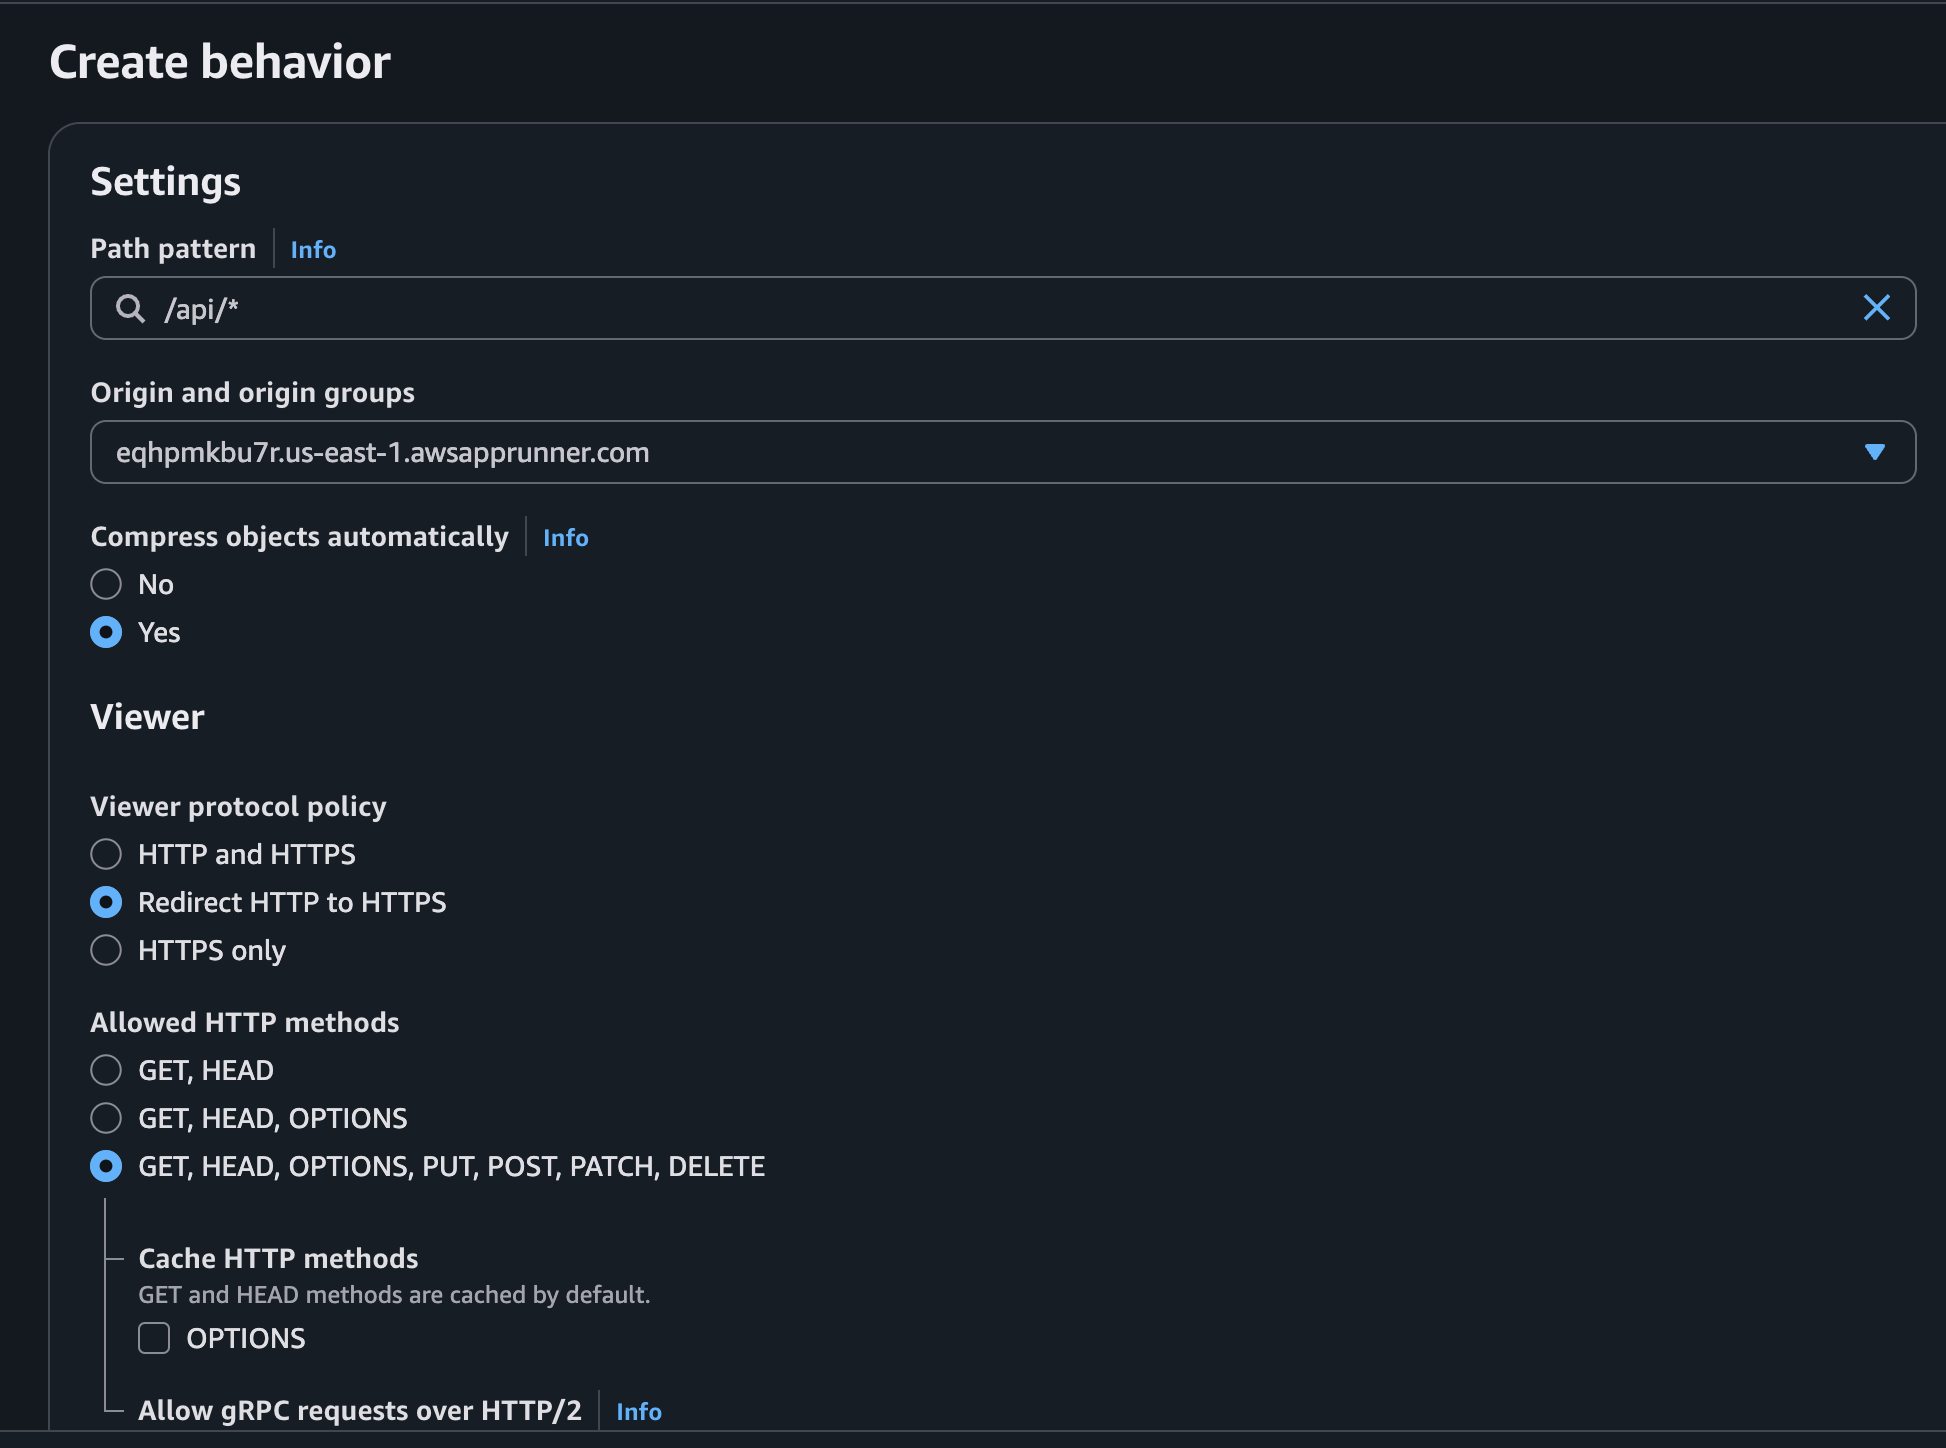 Create behavior
Settings
Path pattern Info
/api/*
Origin and origin groups
eqhpmkbu7r.us-east-1.awsapprunner.com
Compress objects automatically Info
No
Yes
Viewer
Viewer protocol policy
HTTP and HTTPS
Redirect HTTP to HTTPS
HTTPS only
Allowed HTTP methods
GET, HEAD
GET, HEAD, OPTIONS
GET, HEAD, OPTIONS, PUT, POST, PATCH, DELETE
Cache HTTP methods
GET and HEAD methods are cached by default.
OPTIONS
Allow gRPC requests over HTTP/2 Info